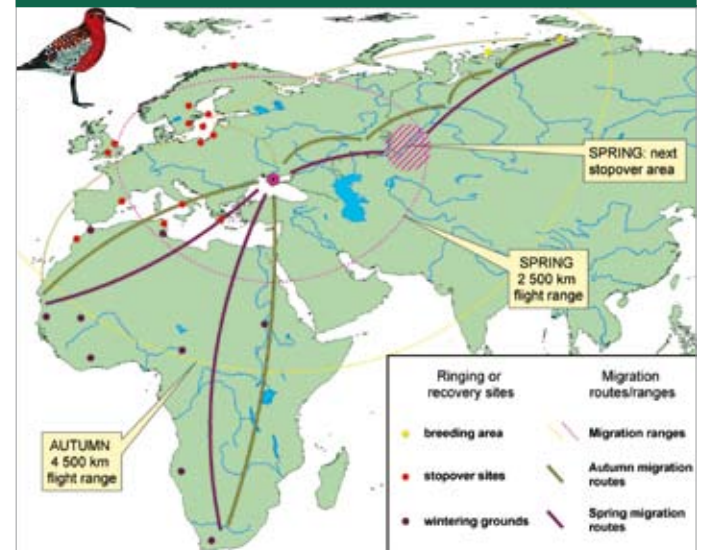 SPRING: next
stopover area
SPRING
2 500 km
flight range
AUTUMN
4 500 km
flight range
Ringing or
recovery sites
breeding area
stopover sites
wintering grounds
Migration
routes/ranges
Migration ranges
Autumn migration
routes
Spring migration
routes